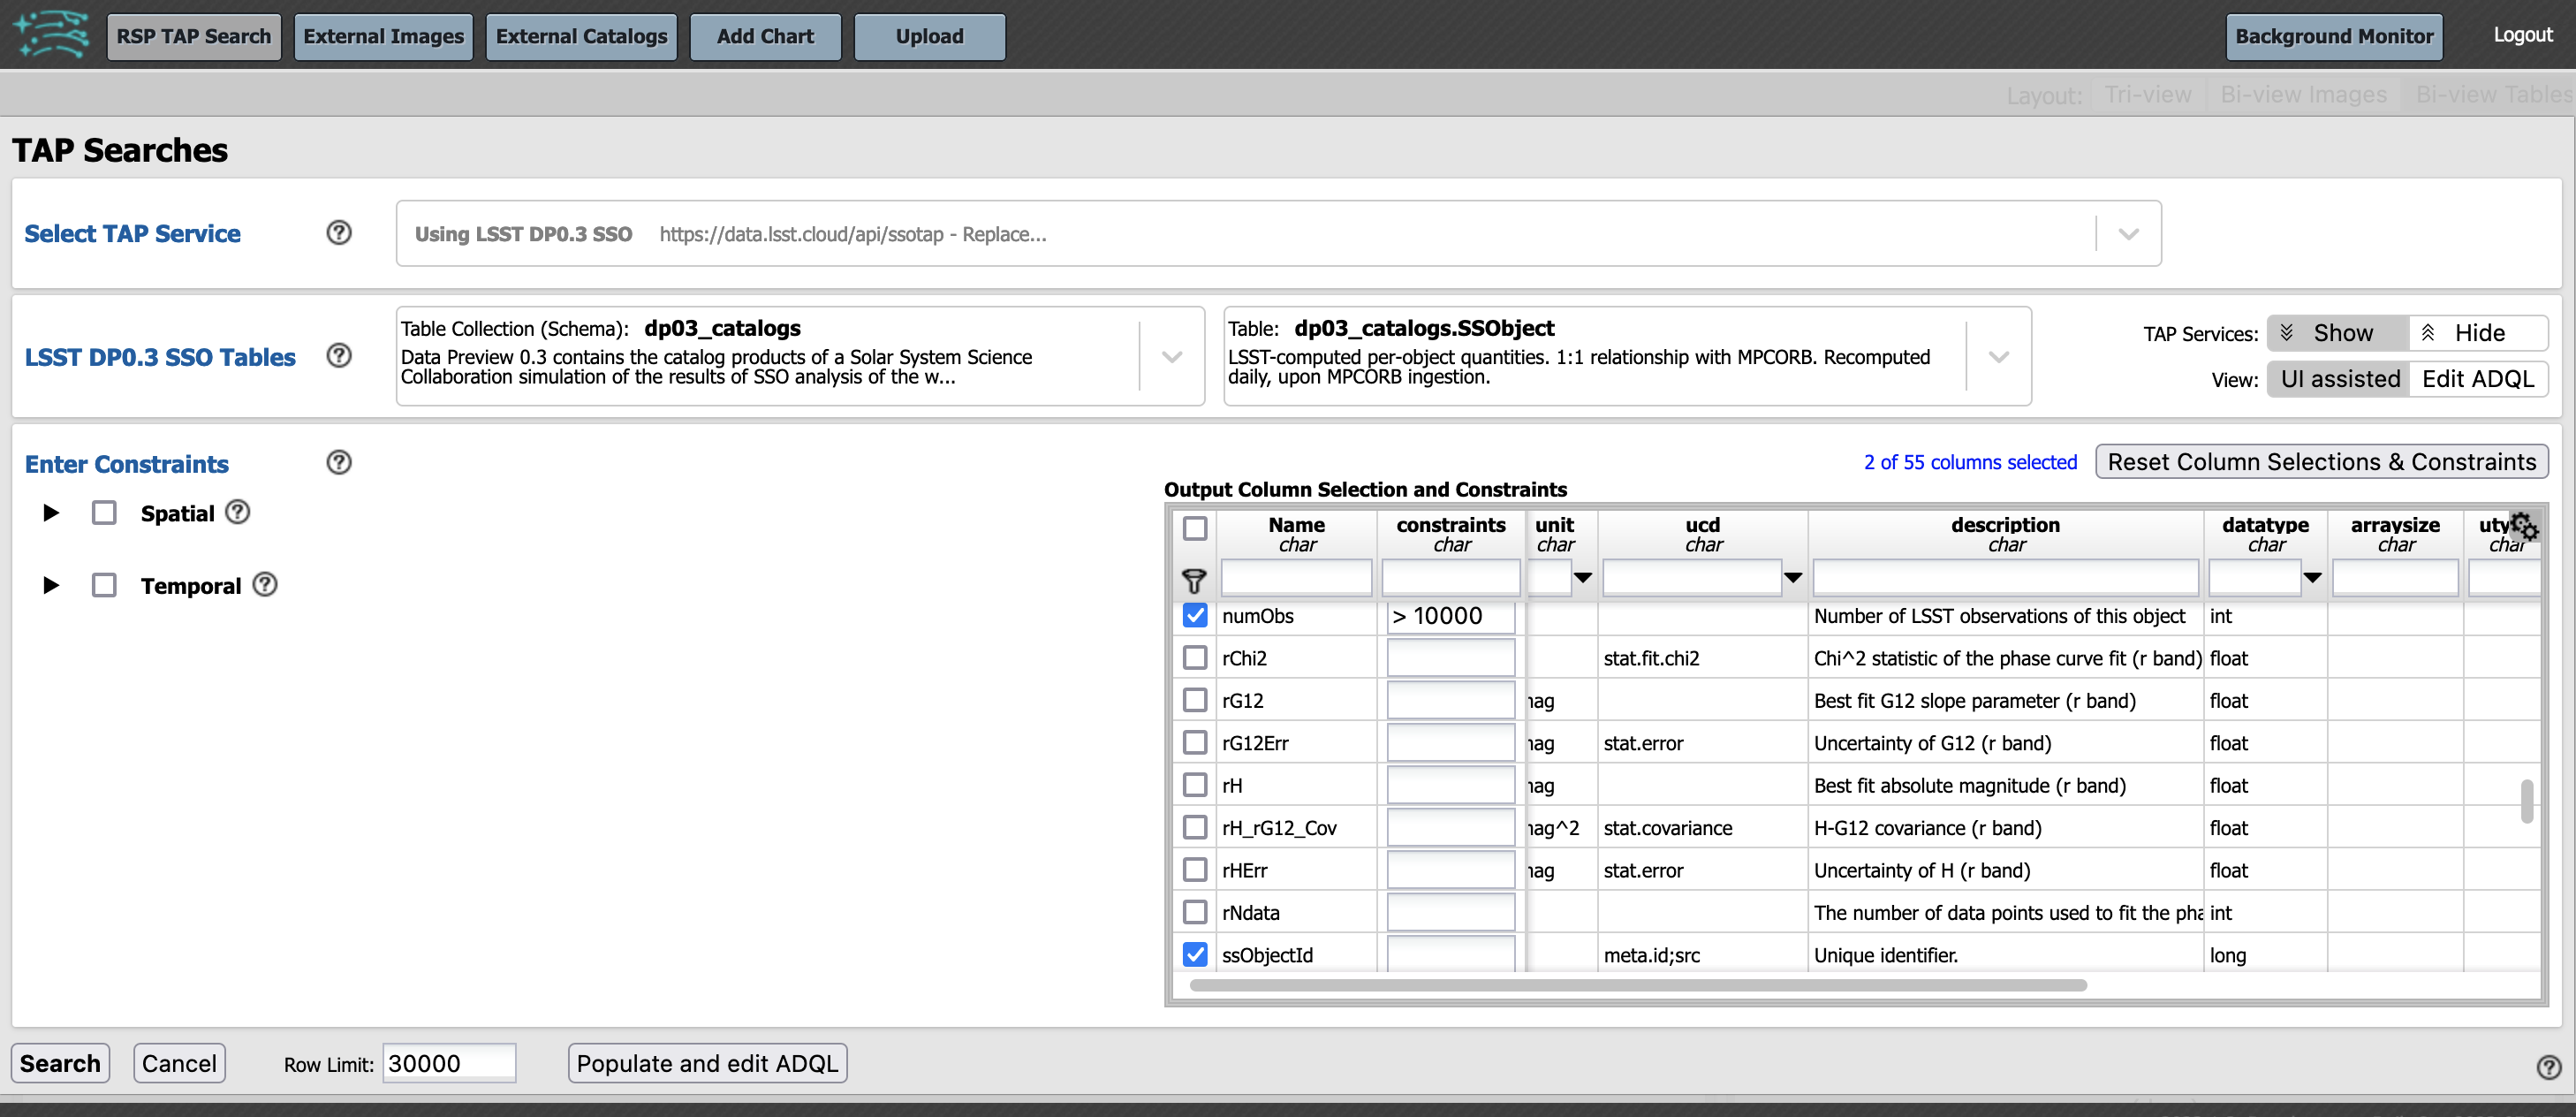 RSP TAP Search External Images External Catalogs Add Chart Upload Background Monitor Logout
Layout: Tri-view Bi-view Images Bi-view Tables
TAP Searches
Select TAP Service ? Using LSST DP0.3 SSO https://data.lsst.cloud/api/ssotap - Replace...
LSST DP0.3 SSO Tables ?
Table Collection (Schema): dp03_catalogs
Data Preview 0.3 contains the catalog products of a Solar System Science
Collaboration simulation of the results of SSO analysis of the w...
Table: dp03_catalogs.SSObject
LSST-computed per-object quantities. 1:1 relationship with MPCORB. Recomputed
daily, upon MPCORB ingestion.
TAP Services: Show Hide
View: UI assisted Edit ADQL
Enter Constraints ?
Spatial ?
Temporal ?
2 of 55 columns selected Reset Column Selections & Constraints
Output Column Selection and Constraints
Name constraints unit ucd description datatype arraysize uty
char char char char char char char char
numObs > 10000 Number of LSST observations of this object int
rChi2 stat.fit.chi2 Chi^2 statistic of the phase curve fit (r band) float
rG12 nag Best fit G12 slope parameter (r band) float
rG12Err nag stat.error Uncertainty of G12 (r band) float
rH nag Best fit absolute magnitude (r band) float
rH_rG12_Cov nag^2 stat.covariance H-G12 covariance (r band) float
rHErr nag stat.error Uncertainty of H (r band) float
rNdata The number of data points used to fit the pha int
ssObjectId meta.id;src Unique identifier. long
Search Cancel Row Limit: 30000 Populate and edit ADQL ?